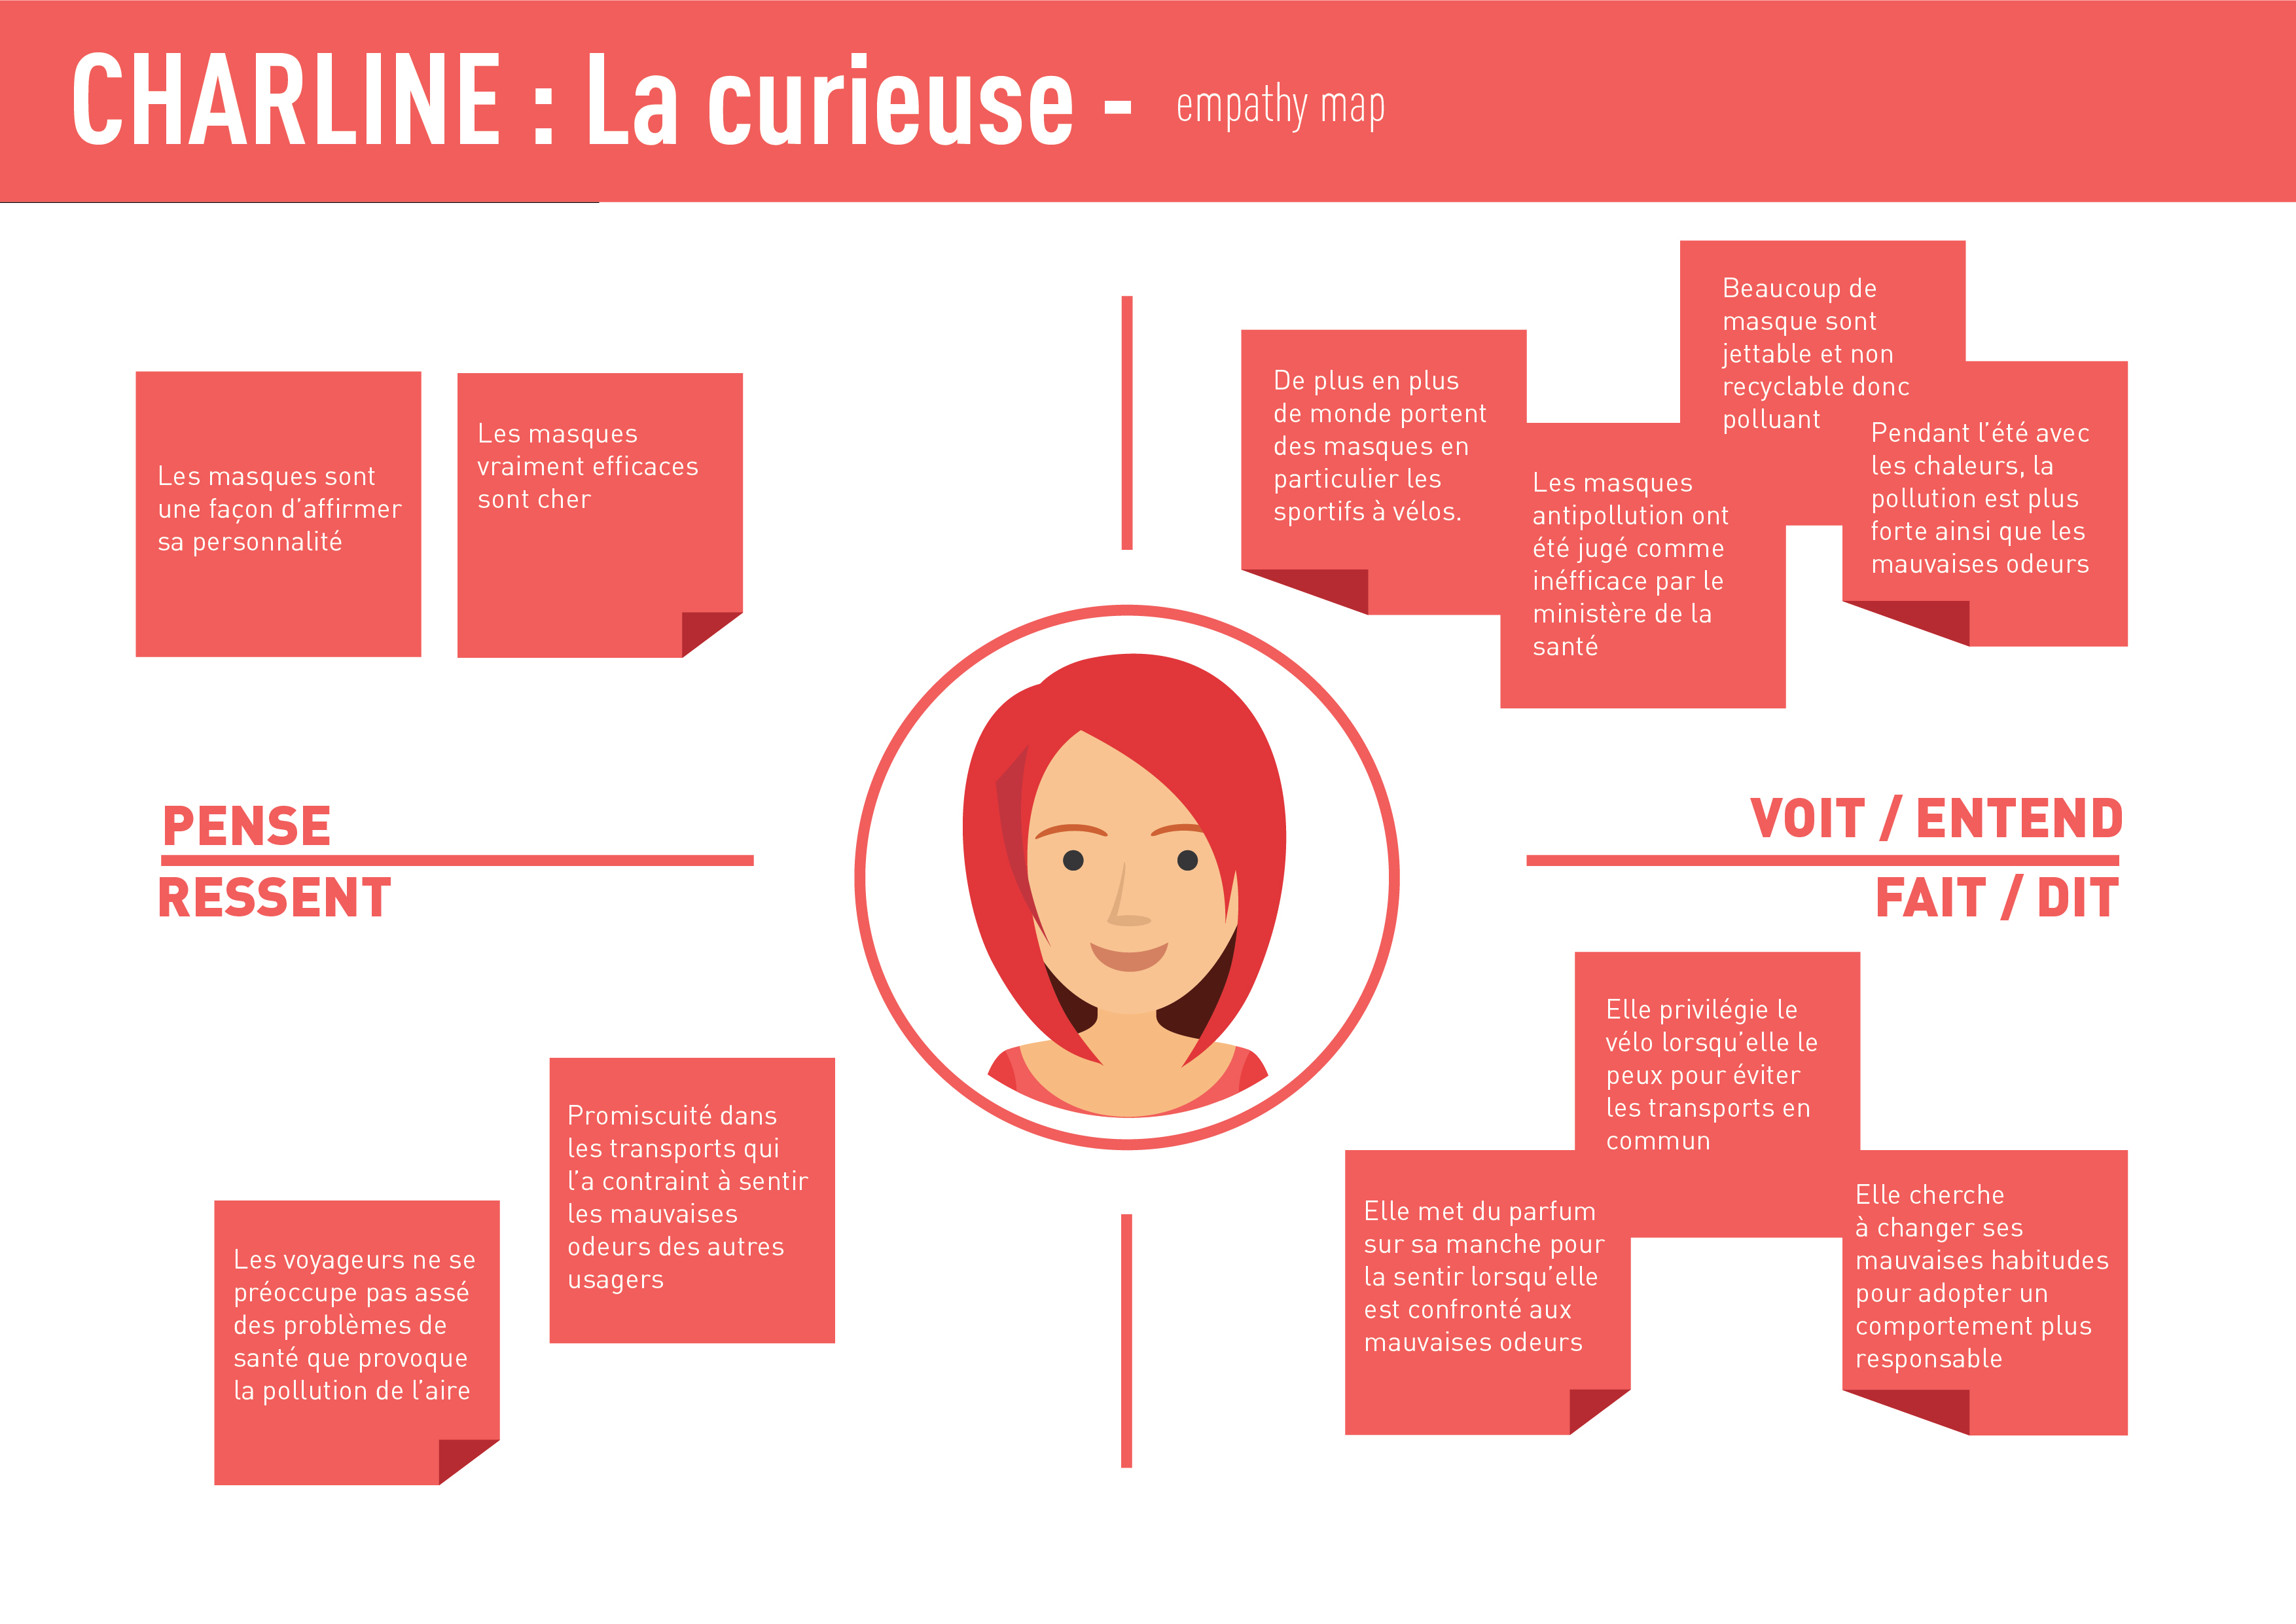 CHARLINE : La curieuse - empathy map
Les masques sont
une façon d'affirmer
sa personnalité
Les masques
vraiment efficaces
sont cher
De plus en plus
de monde portent
des masques en
particulier les
sportifs à vélos.
Les masques
antipollution ont
été jugé comme
inéfficace par le
ministère de la
santé
Beaucoup de
masque sont
jettable et non
recyclable donc
polluant
Pendant l'été avec
les chaleurs, la
pollution est plus
forte ainsi que les
mauvaises odeurs
PENSE
RESSENT
VOIT / ENTEND
FAIT / DIT
Les voyageurs ne se
préoccupe pas assé
des problèmes de
santé que provoque
la pollution de l'aire
Promiscuité dans
les transports qui
l'a contraint à sentir
les mauvaises
odeurs des autres
usagers
Elle met du parfum
sur sa manche pour
la sentir lorsqu'elle
est confronté aux
mauvaises odeurs
Elle privilégie le
vélo lorsqu'elle le
peux pour éviter
les transports en
commun
Elle cherche
à changer ses
mauvaises habitudes
pour adopter un
comportement plus
responsable